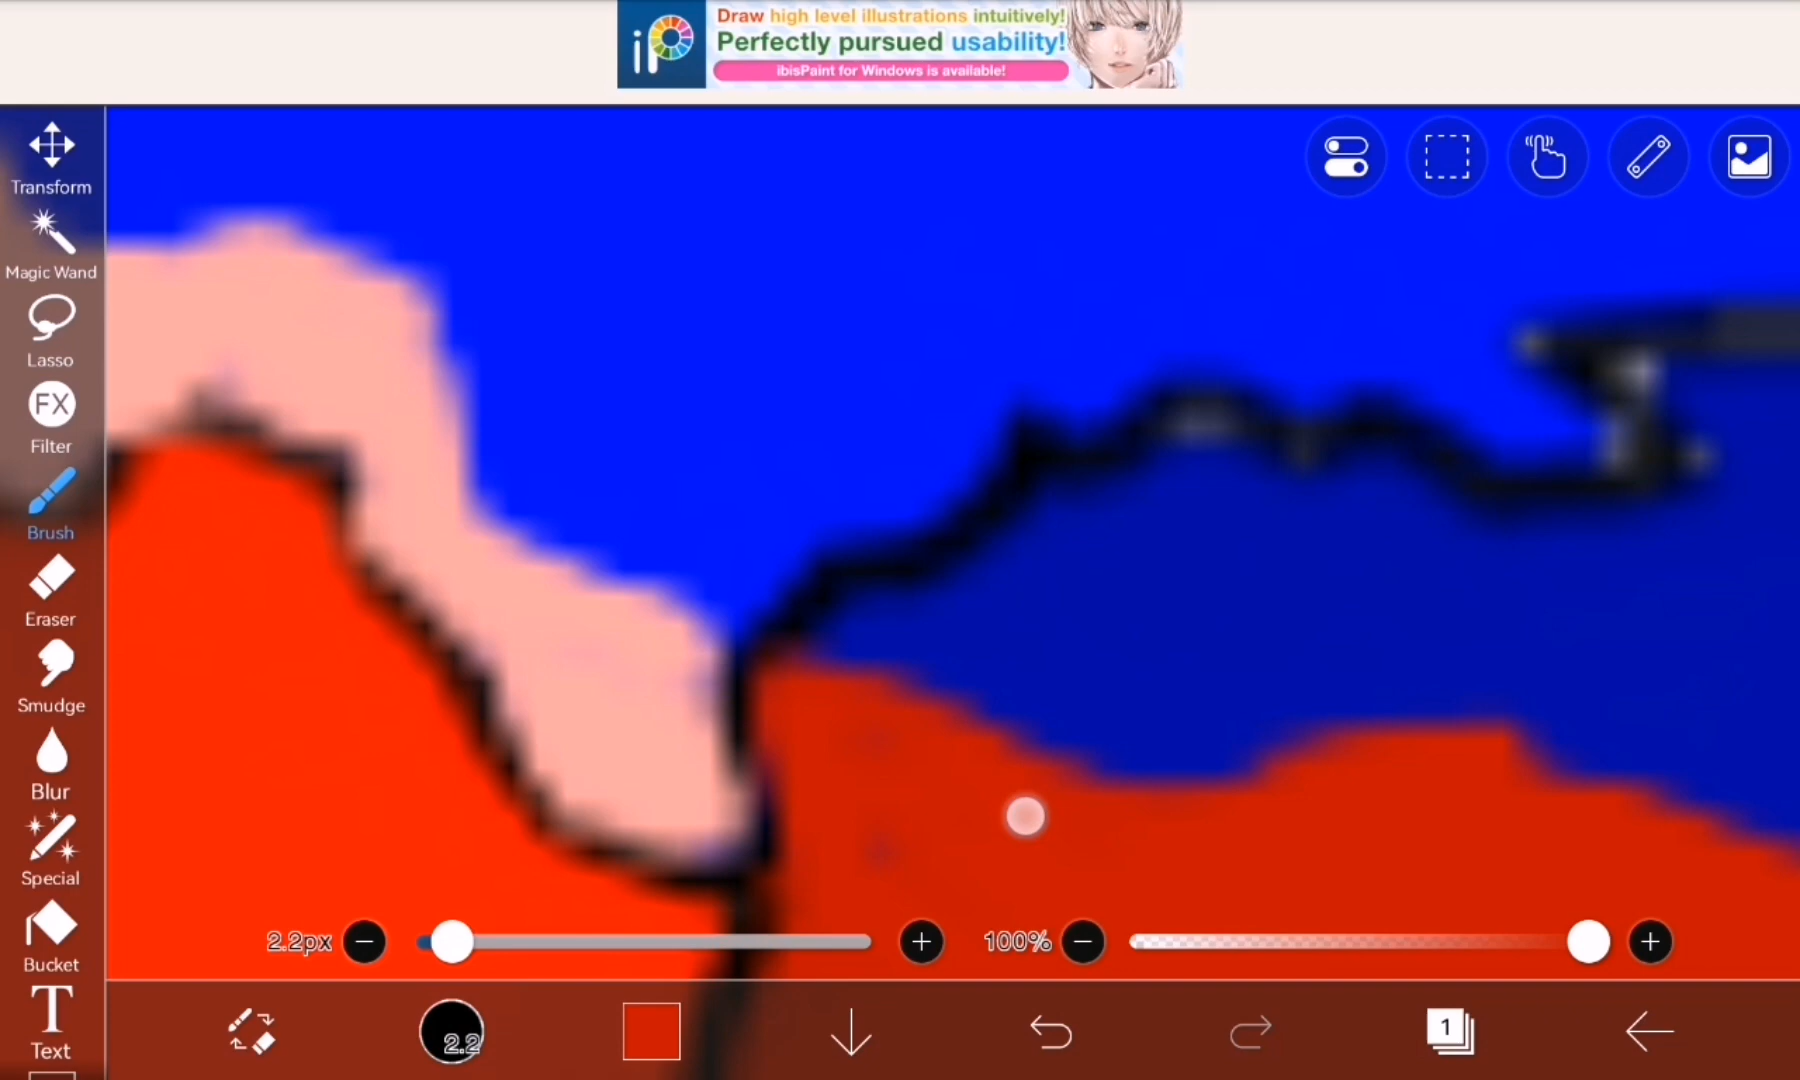 iP
Draw high level illustrations intuitively!
Perfectly pursued usability!
ibisPaint for Windows is available!
Transform
Magic Wand
Lasso
FX
Filter
Brush
Eraser
Smudge
Blur
Special
Bucket
T
Text
2.2px
100%
2.2
1